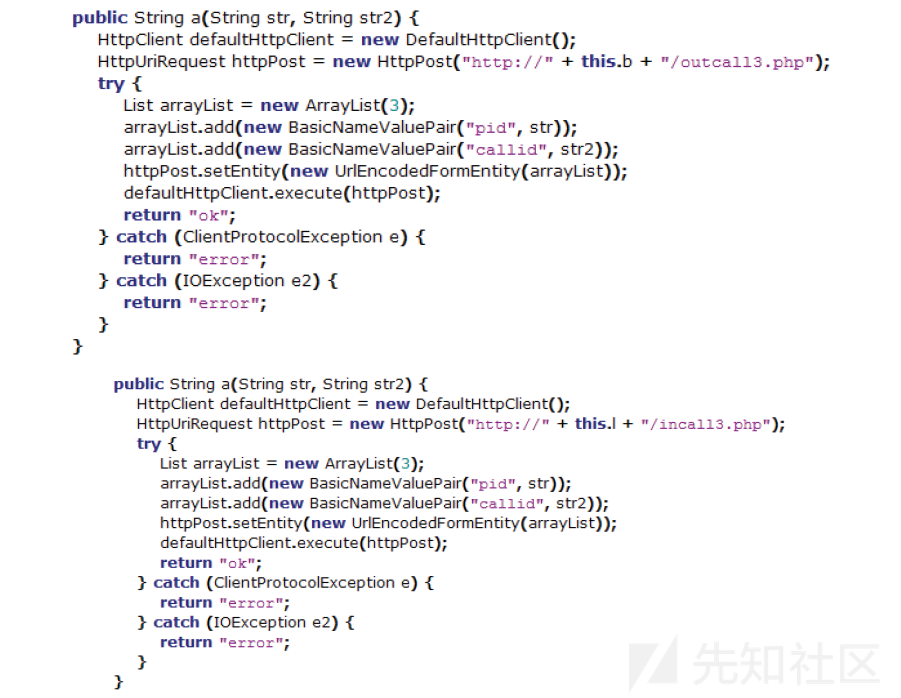 public String a(String str, String str2) {
HttpClient defaultHttpClient = new DefaultHttpClient();
HttpUriRequest httpPost = new HttpPost("http://" + this.b + "/outcall3.php");
try {
List arrayList = new ArrayList(3);
arrayList.add(new BasicNameValuePair("pid", str));
arrayList.add(new BasicNameValuePair("callid", str2));
httpPost.setEntity(new UrlEncodedFormEntity(arrayList));
defaultHttpClient.execute(httpPost);
return "ok";
} catch (ClientProtocolException e) {
return "error";
} catch (IOException e2) {
return "error";
}
}
public String a(String str, String str2) {
HttpClient defaultHttpClient = new DefaultHttpClient();
HttpUriRequest httpPost = new HttpPost("http://" + this.l + "/incall3.php");
try {
List arrayList = new ArrayList(3);
arrayList.add(new BasicNameValuePair("pid", str));
arrayList.add(new BasicNameValuePair("callid", str2));
httpPost.setEntity(new UrlEncodedFormEntity(arrayList));
defaultHttpClient.execute(httpPost);
return "ok";
} catch (ClientProtocolException e) {
return "error";
} catch (IOException e2) {
return "error";
}
}
先知社区